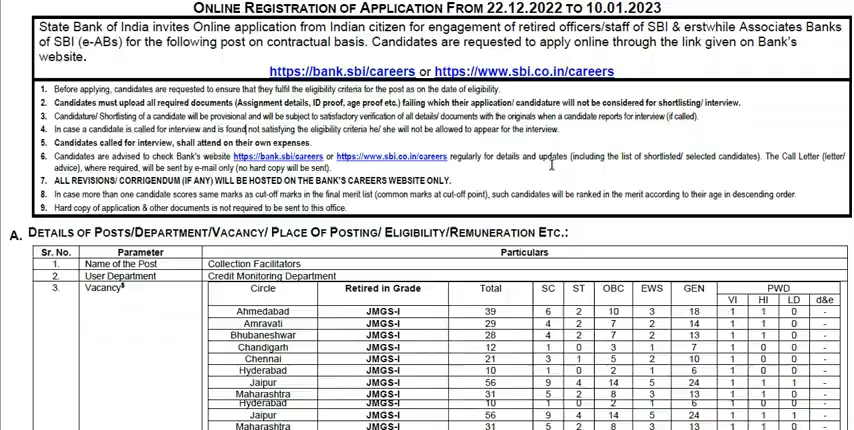 ONLINE REGISTRATION OF APPLICATION FROM 22.12.2022 TO 10.01.2023
State Bank of India invites Online application from Indian citizen for engagement of retired officers/staff of SBI & erstwhile Associates Banks
of SBI (e-ABs) for the following post on contractual basis. Candidates are requested to apply online through the link given on Bank's
website.
https://bank.sbi/careers or https://www.sbi.co.in/careers
1. Before applying, candidates are requested to ensure that they fulfil the eligibility criteria for the post as on the date of eligibility.
2. Candidates must upload all required documents (Assignment details, ID proof, age proof etc.) failing which their application/ candidature will not be considered for shortlisting/ interview.
3. Candidature/ Shortlisting of a candidate will be provisional and will be subject to satisfactory verification of all details/ documents with the originals when a candidate reports for interview (if called).
4. In case a candidate is called for interview and is found not satisfying the eligibility criteria he/ she will not be allowed to appear for the interview.
5. Candidates called for interview, shall attend on their own expenses.
6. Candidates are advised to check Bank's website https://bank.sbi/careers or https://www.sbi.co.in/careers regularly for details and updates (including the list of shortlisted/ selected candidates). The Call Letter (letter/
advice), where required, will be sent by e-mail only (no hard copy will be sent).
7. ALL REVISIONS/ CORRIGENDUM (IF ANY) WILL BE HOSTED ON THE BANK'S CAREERS WEBSITE ONLY.
8. In case more than one candidate scores same marks as cut-off marks in the final merit list (common marks at cut-off point), such candidates will be ranked in the merit according to their age in descending order.
9. Hard copy of application & other documents is not required to be sent to this office.
A. DETAILS OF POSTS/DEPARTMENT/VACANCY/ PLACE OF POSTING/ ELIGIBILITY/REMUNERATION ETC.:
Sr. No. Parameter Particulars
1. Name of the Post Collection Facilitators
2. User Department Credit Monitoring Department
3. Vacancy$ Circle Retired in Grade Total SC ST OBC EWS GEN PWD
VI HI LD d&e
Ahmedabad JMGS-I 39 6 2 10 3 18 1 1 0 -
Amravati JMGS-I 29 4 2 7 2 14 1 1 0 -
Bhubaneshwar JMGS-I 28 4 2 7 2 13 1 1 0 -
Chandigarh JMGS-I 12 1 0 3 1 7 1 0 0 -
Chennai JMGS-I 21 3 1 5 2 10 1 0 0 -
Hyderabad JMGS-I 10 1 0 2 1 6 1 0 0 -
Jaipur JMGS-I 56 9 4 14 5 24 1 1 1 -
Maharashtra JMGS-I 31 5 2 8 3 13 1 1 0 -
Hyderabad JMGS-I 10 1 0 2 1 6 1 0 0 -
Jaipur JMGS-I 56 9 4 14 5 24 1 1 1 -
Maharashtra JMGS-I 31 5 2 8 3 13 1 1 0 -